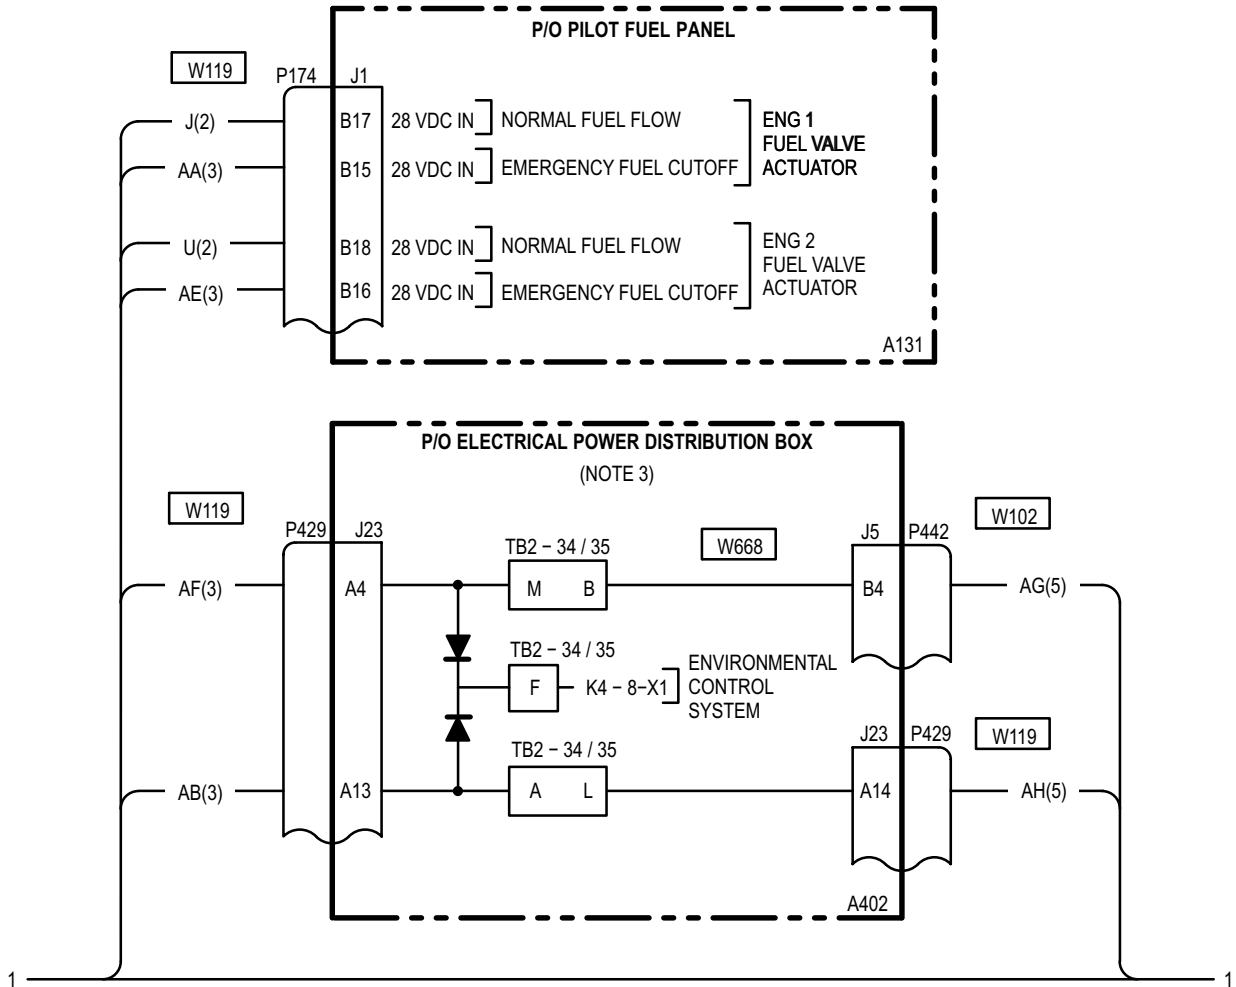 P/O PILOT FUEL PANEL
W119
P174 J1
J(2) B17 28 VDC IN NORMAL FUEL FLOW
AA(3) B15 28 VDC IN EMERGENCY FUEL CUTOFF
ENG 1
FUEL VALVE
ACTUATOR
U(2) B18 28 VDC IN NORMAL FUEL FLOW
AE(3) B16 28 VDC IN EMERGENCY FUEL CUTOFF
ENG 2
FUEL VALVE
ACTUATOR
A131
P/O ELECTRICAL POWER DISTRIBUTION BOX
(NOTE 3)
W119
P429 J23
W668
J5 P442
W102
TB2 – 34 / 35
AF(3) A4 M B B4 AG(5)
TB2 – 34 / 35
F K4 – 8–X1
ENVIRONMENTAL
CONTROL
SYSTEM
J23 P429
W119
TB2 – 34 / 35
AB(3) A13 A L A14 AH(5)
A402
1 1